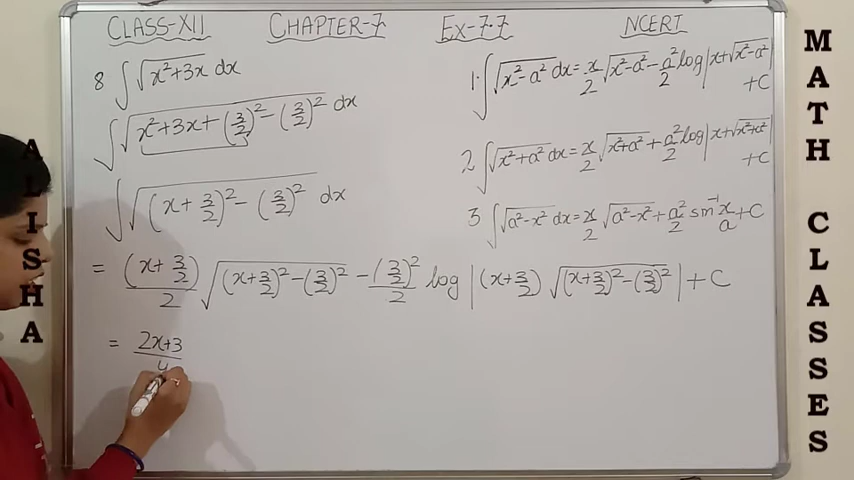 CLASS-XII CHAPTER-7 EX-7.7 NCERT
8 ∫√(x²+3x) dx
∫√(x²+3x+(3/2)²-(3/2)²) dx
∫√((x+3/2)²-(3/2)²) dx
= (x+3/2)/2 √((x+3/2)²-(3/2)²) - (3/2)²/2 log|(x+3/2) √((x+3/2)²-(3/2)²)| + C
= (2x+3)/4
1. ∫√(x²-a²) dx = x/2 √(x²-a²) - a²/2 log|x+√(x²-a²)| + C
2 ∫√(x²+a²) dx = x/2 √(x²+a²) + a²/2 log|x+√(x²+a²)| + C
3 ∫√(a²-x²) dx = x/2 √(a²-x²) + a²/2 sin⁻¹ x/a + C
ALISHA
MATH CLASSES